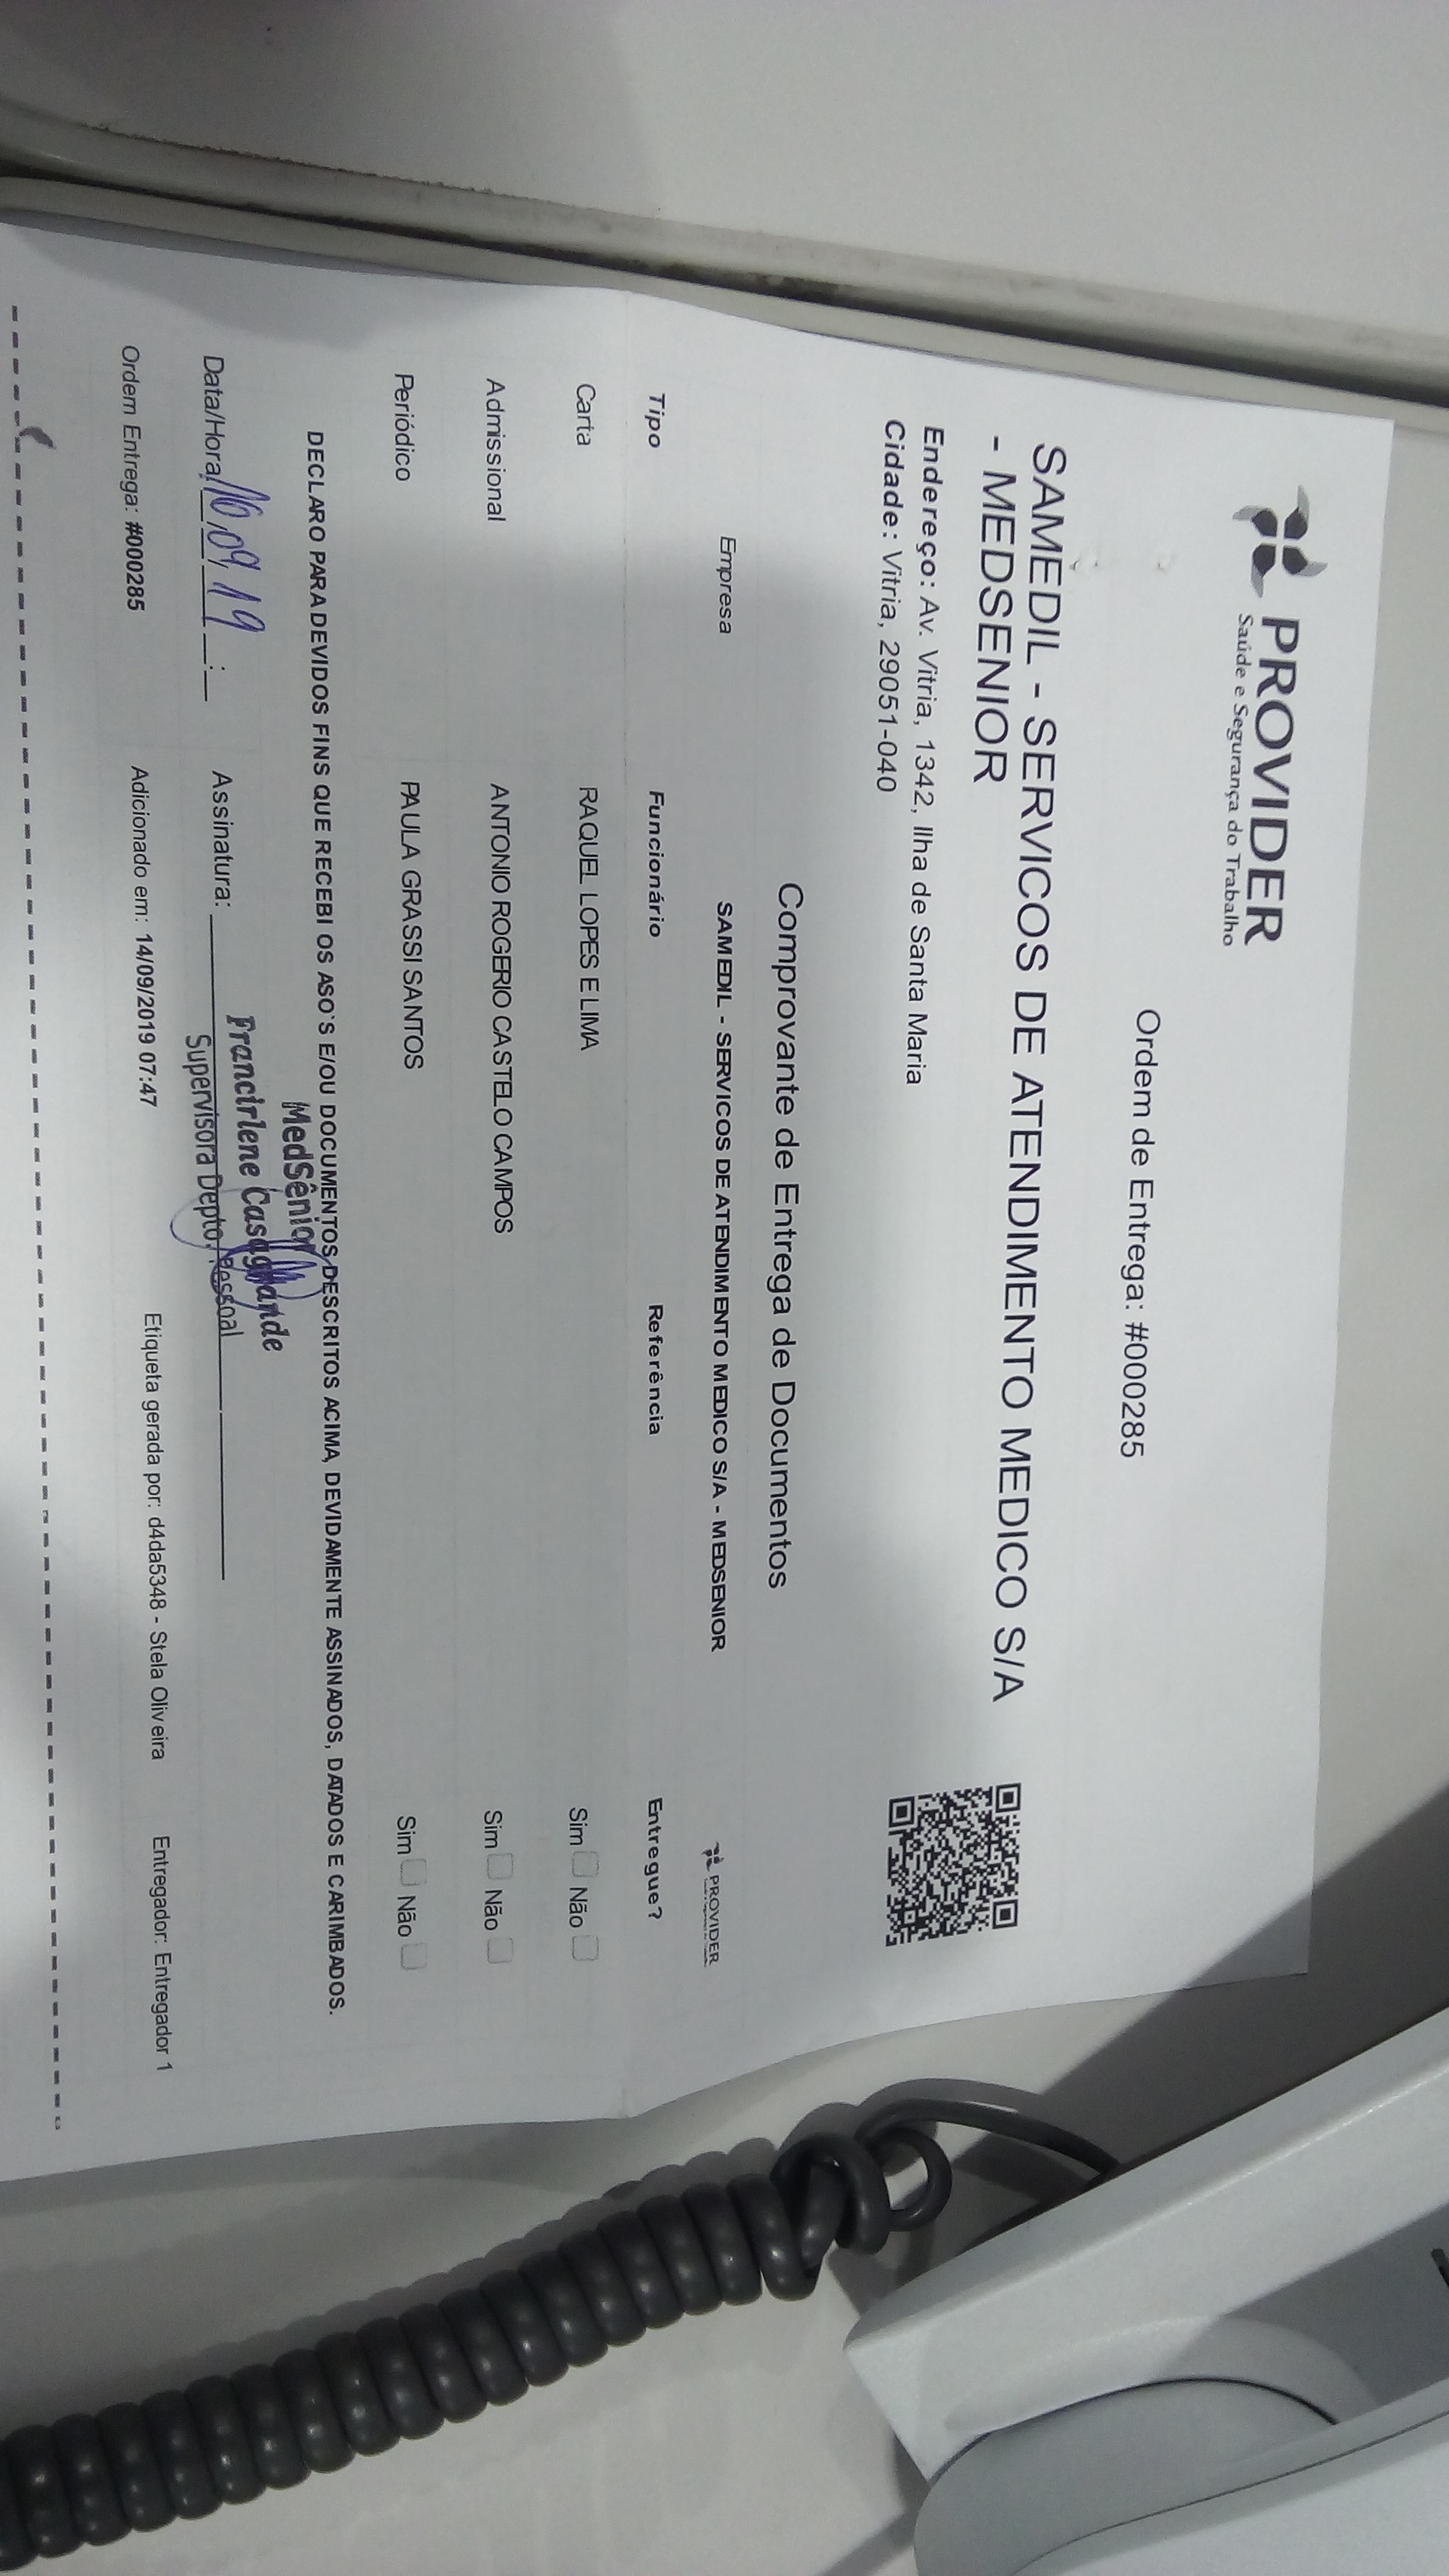 PROVIDER
Saúde e Segurança do Trabalho
Ordem de Entrega: #000285
SAMEDIL - SERVICOS DE ATENDIMENTO MEDICO S/A
- MEDSENIOR
Endereço: Av. Vitria, 1342, Ilha de Santa Maria
Cidade: Vitria, 29051-040
Comprovante de Entrega de Documentos
Empresa SAMEDIL - SERVICOS DE ATENDIMENTO MEDICO S/A - MEDSENIOR PROVIDER
Tipo Funcionário Referência Entregue?
Carta RAQUEL LOPES E LIMA Sim Não
Admissional ANTONIO ROGERIO CASTELO CAMPOS Sim Não
Periódico PAULA GRASSI SANTOS Sim Não
DECLARO PARA DEVIDOS FINS QUE RECEBI OS ASO`S E/OU DOCUMENTOS DESCRITOS ACIMA, DEVIDAMENTE ASSINADOS, DATADOS E CARIMBADOS.
MedSênior
Francirlene Casagrande
Data/Hora: 16/09/19 __:__ Assinatura:
Supervisora Depto. Pessoal
Ordem Entrega: #000285 Adicionado em: 14/09/2019 07:47 Etiqueta gerada por: d4da5348 - Stela Oliveira Entregador: Entregador 1